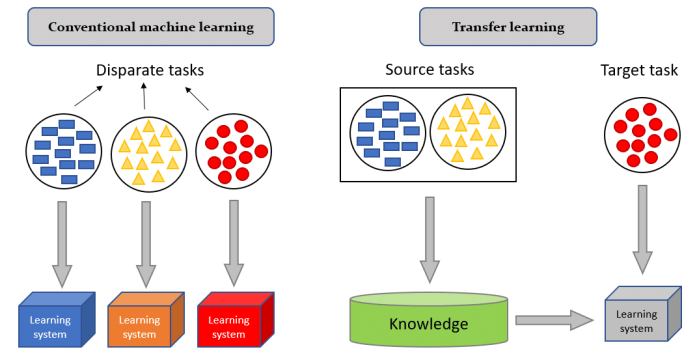 Conventional machine learning
Transfer learning
Disparate tasks
Source tasks
Target task
Learning
system
Learning
system
Learning
system
Knowledge
Learning
system